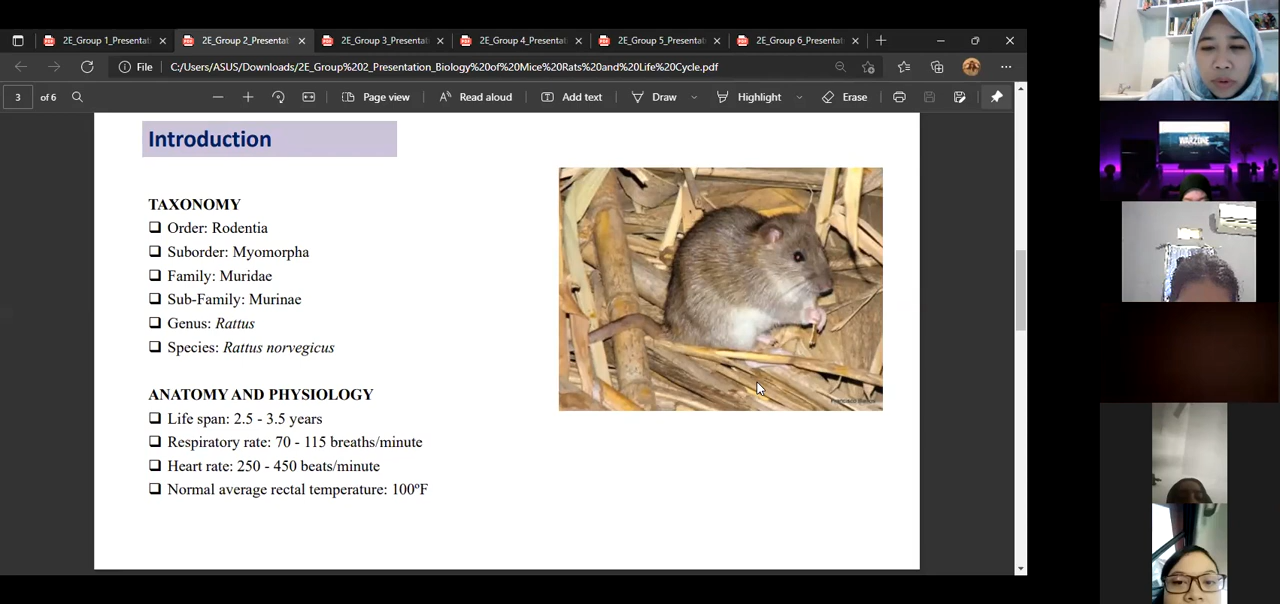 2E_Group 1_Presentati
2E_Group 2_Presentat
2E_Group 3_Presentat
2E_Group 4_Presentat
2E_Group 5_Presentat
2E_Group 6_Presentat
File
C:/Users/ASUS/Downloads/2E_Group%202_Presentation_Biology%20of%20Mice%20Rats%20and%20Life%20Cycle.pdf
3 of 6
Page view
Read aloud
Add text
Draw
Highlight
Erase
Introduction
TAXONOMY
Order: Rodentia
Suborder: Myomorpha
Family: Muridae
Sub-Family: Murinae
Genus: Rattus
Species: Rattus norvegicus
ANATOMY AND PHYSIOLOGY
Life span: 2.5 - 3.5 years
Respiratory rate: 70 - 115 breaths/minute
Heart rate: 250 - 450 beats/minute
Normal average rectal temperature: 100ºF
WARZONE